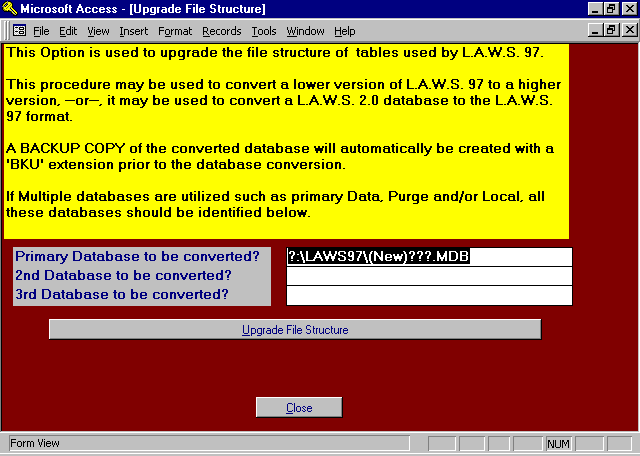 Microsoft Access - [Upgrade File Structure]
File Edit View Insert Format Records Tools Window Help
This Option is used to upgrade the file structure of tables used by L.A.W.S. 97.
This procedure may be used to convert a lower version of L.A.W.S. 97 to a higher
version, --or--, it may be used to convert a L.A.W.S. 2.0 database to the L.A.W.S.
97 format.
A BACKUP COPY of the converted database will automatically be created with a
'BKU' extension prior to the database conversion.
If Multiple databases are utilized such as primary Data, Purge and/or Local, all
these databases should be identified below.
Primary Database to be converted? ?:\LAWS97\(New)???.MDB
2nd Database to be converted?
3rd Database to be converted?
Upgrade File Structure
Close
Form View NUM